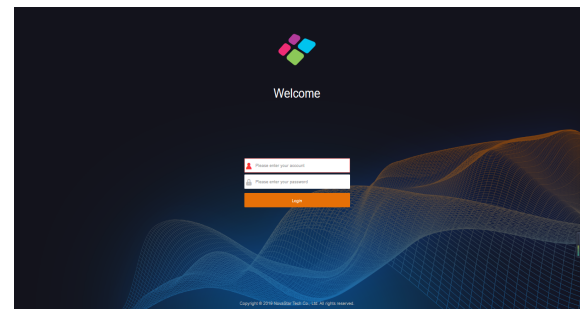 Welcome
Please enter your account
Please enter your password
Login
Copyright © 2019 NovaStar Tech Co., Ltd. All rights reserved.